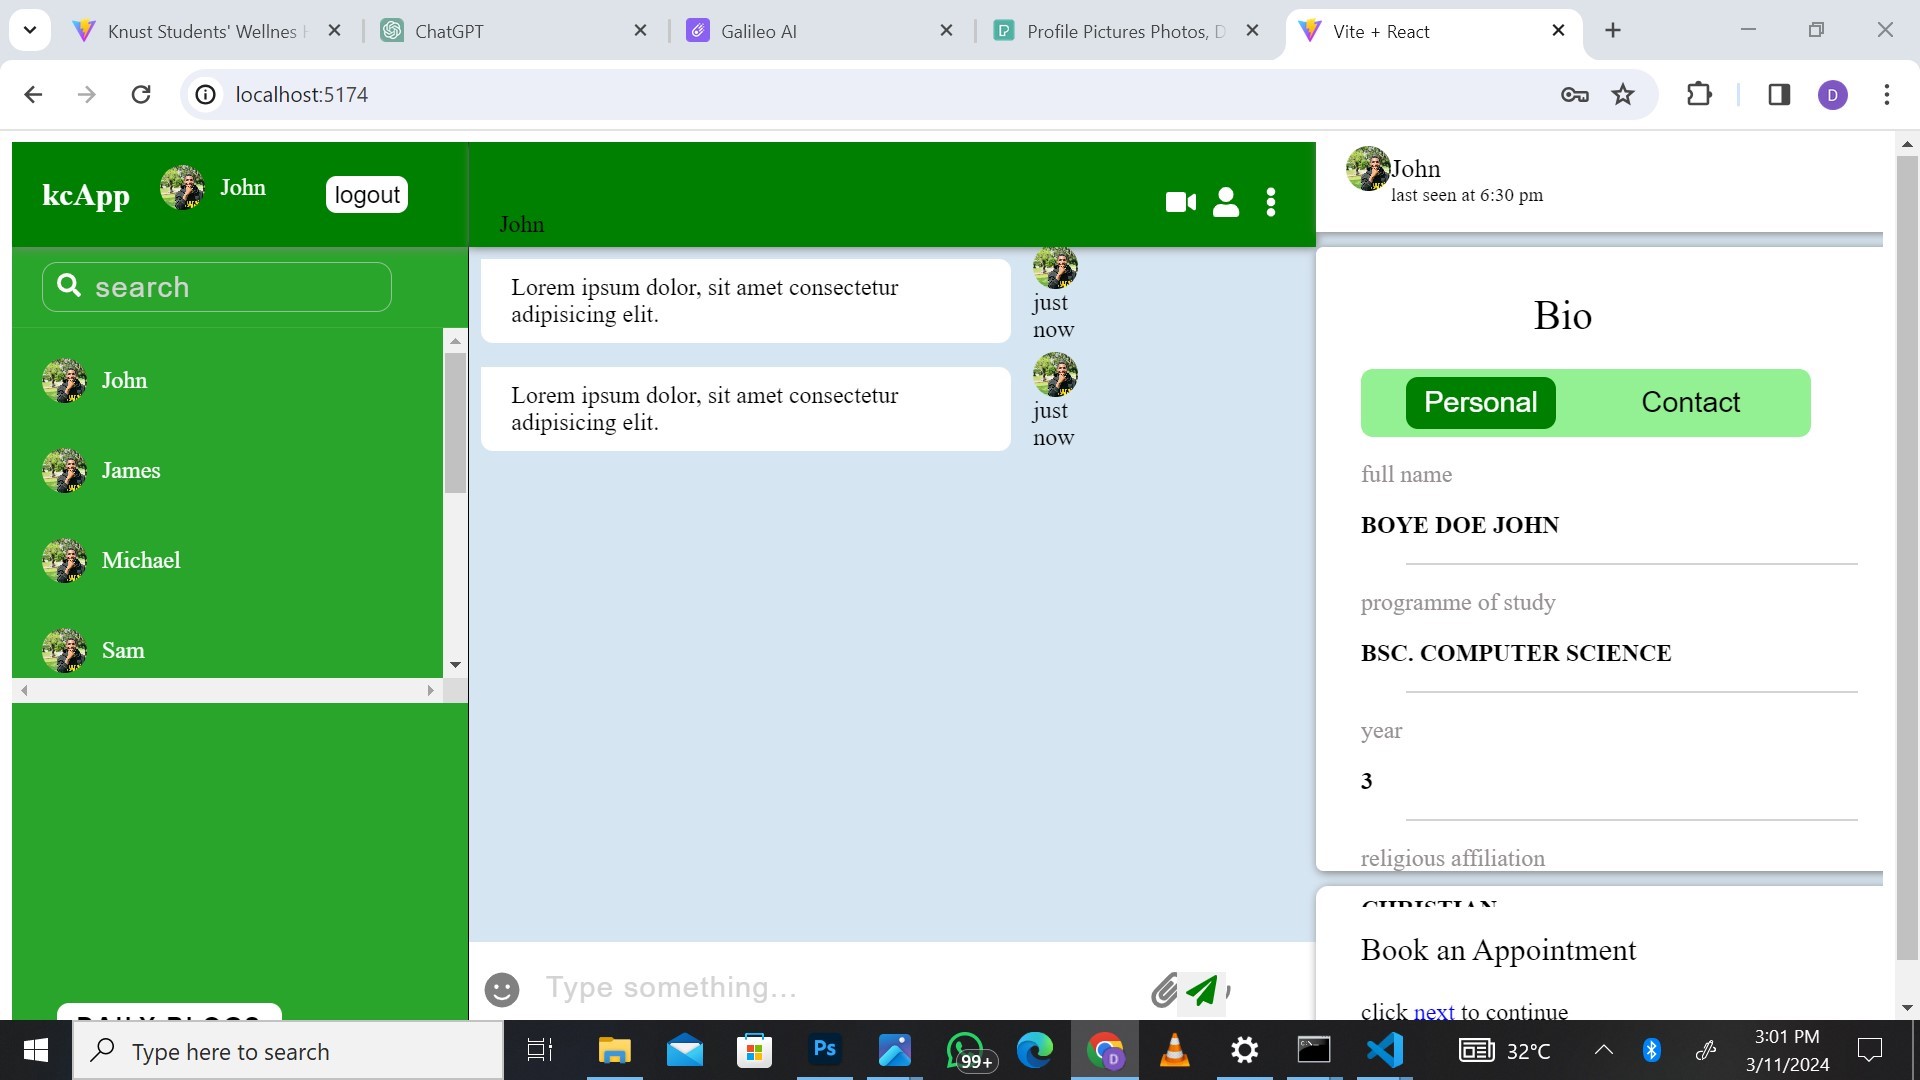 Knust Students' Wellnes
ChatGPT
Galileo AI
Profile Pictures Photos, D
Vite + React
localhost:5174
D
kcApp
John
logout
search
John
James
Michael
Sam
DAILY BLOGS
John
Lorem ipsum dolor, sit amet consectetur
adipisicing elit.
just
now
Lorem ipsum dolor, sit amet consectetur
adipisicing elit.
just
now
Type something...
John
last seen at 6:30 pm
Bio
Personal
Contact
full name
BOYE DOE JOHN
programme of study
BSC. COMPUTER SCIENCE
year
3
religious affiliation
CHRISTIAN
Book an Appointment
click next to continue
Type here to search
Ps
99+
D
32°C
3:01 PM
3/11/2024